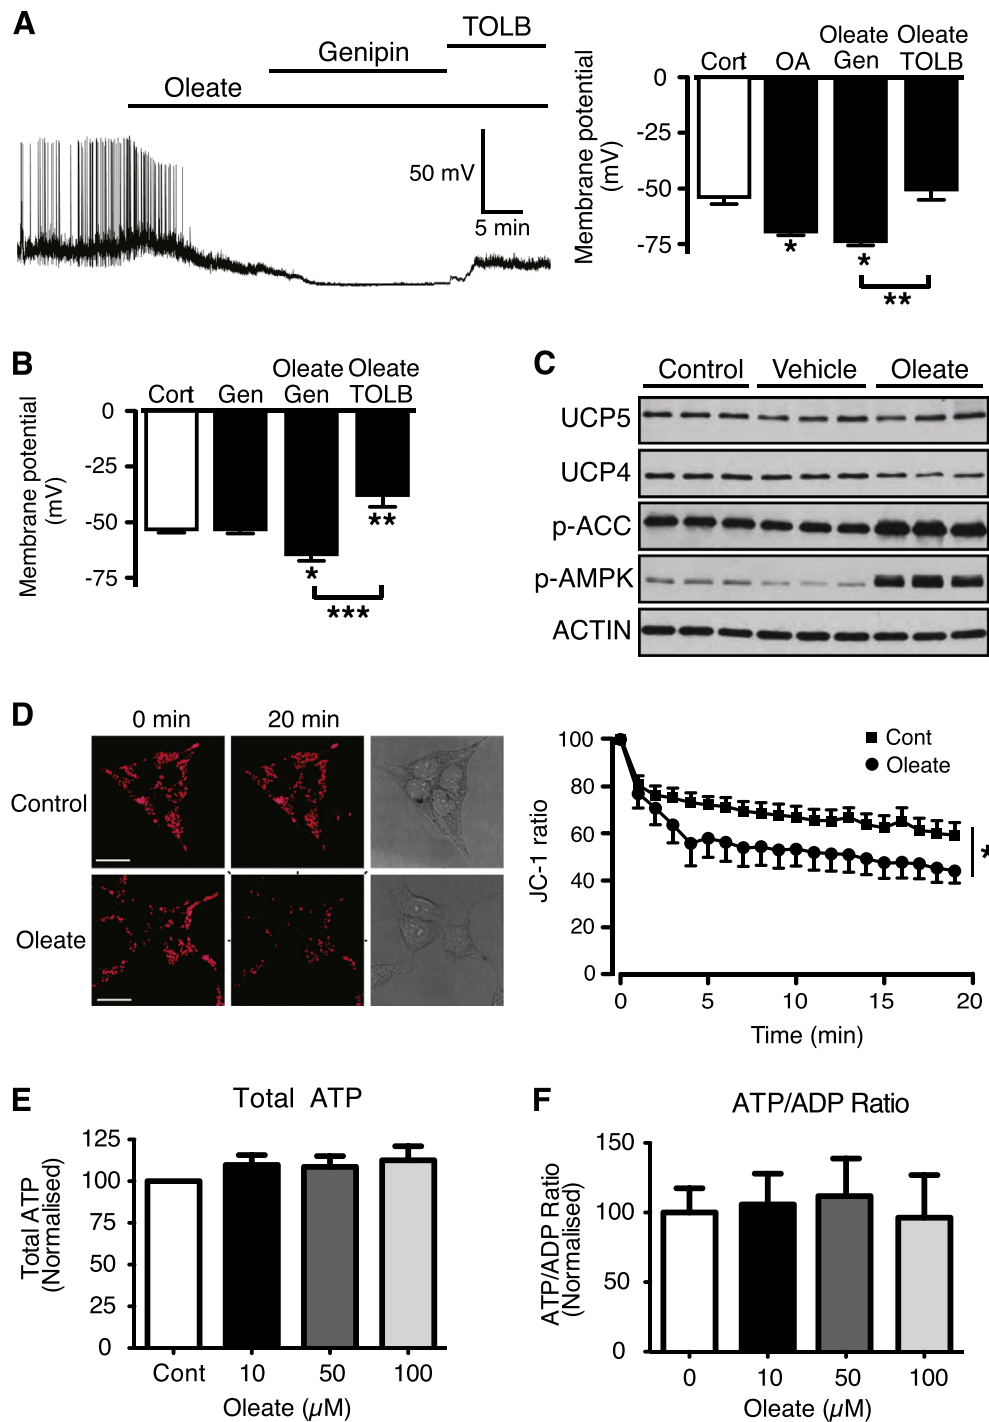 A
TOLB
Genipin
Oleate
50 mV
5 min
Oleate Oleate
Cort OA Gen TOLB
0
-25
-50
-75
Membrane potential
(mV)
*
*
**
B
Oleate Oleate
Cort Gen Gen TOLB
0
-25
-50
-75
Membrane potential
(mV)
*
**
***
C
Control Vehicle Oleate
UCP5
UCP4
p-ACC
p-AMPK
ACTIN
D
0 min 20 min
Control
Oleate
100
80
60
40
20
0
JC-1 ratio
Cont
Oleate
*
0 5 10 15 20
Time (min)
E
Total ATP
125
100
75
50
25
0
Total ATP
(Normalised)
Cont 10 50 100
Oleate (µM)
F
ATP/ADP Ratio
150
100
50
0
ATP/ADP Ratio
(Normalised)
0 10 50 100
Oleate (µM)